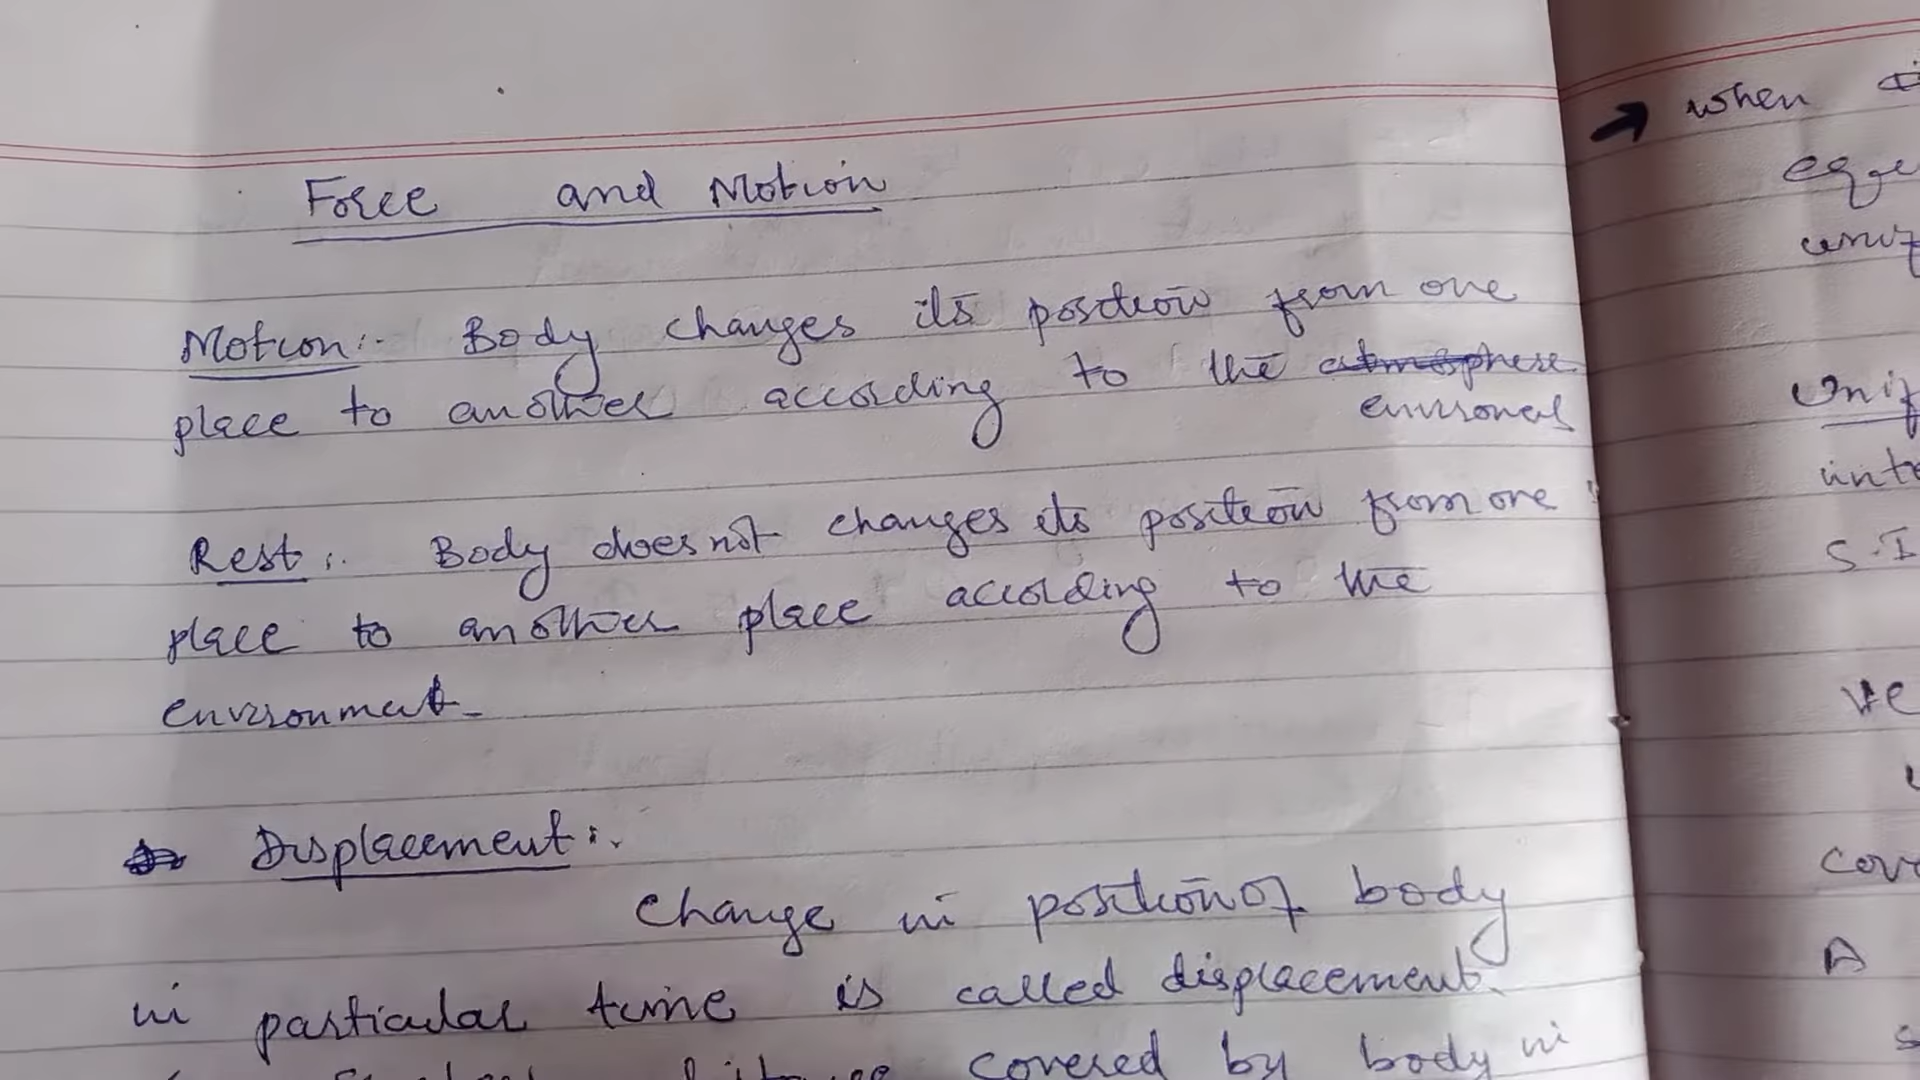 Force and Motion
Motion:- Body changes its position from one
place to another according to the atmosphere
Rest:- Body does not changes its position from one
place to another place according to the
environment
Displacement:-
Change in position of body
in particular time is called displacement.
covered by body in
→ when
S.I
A